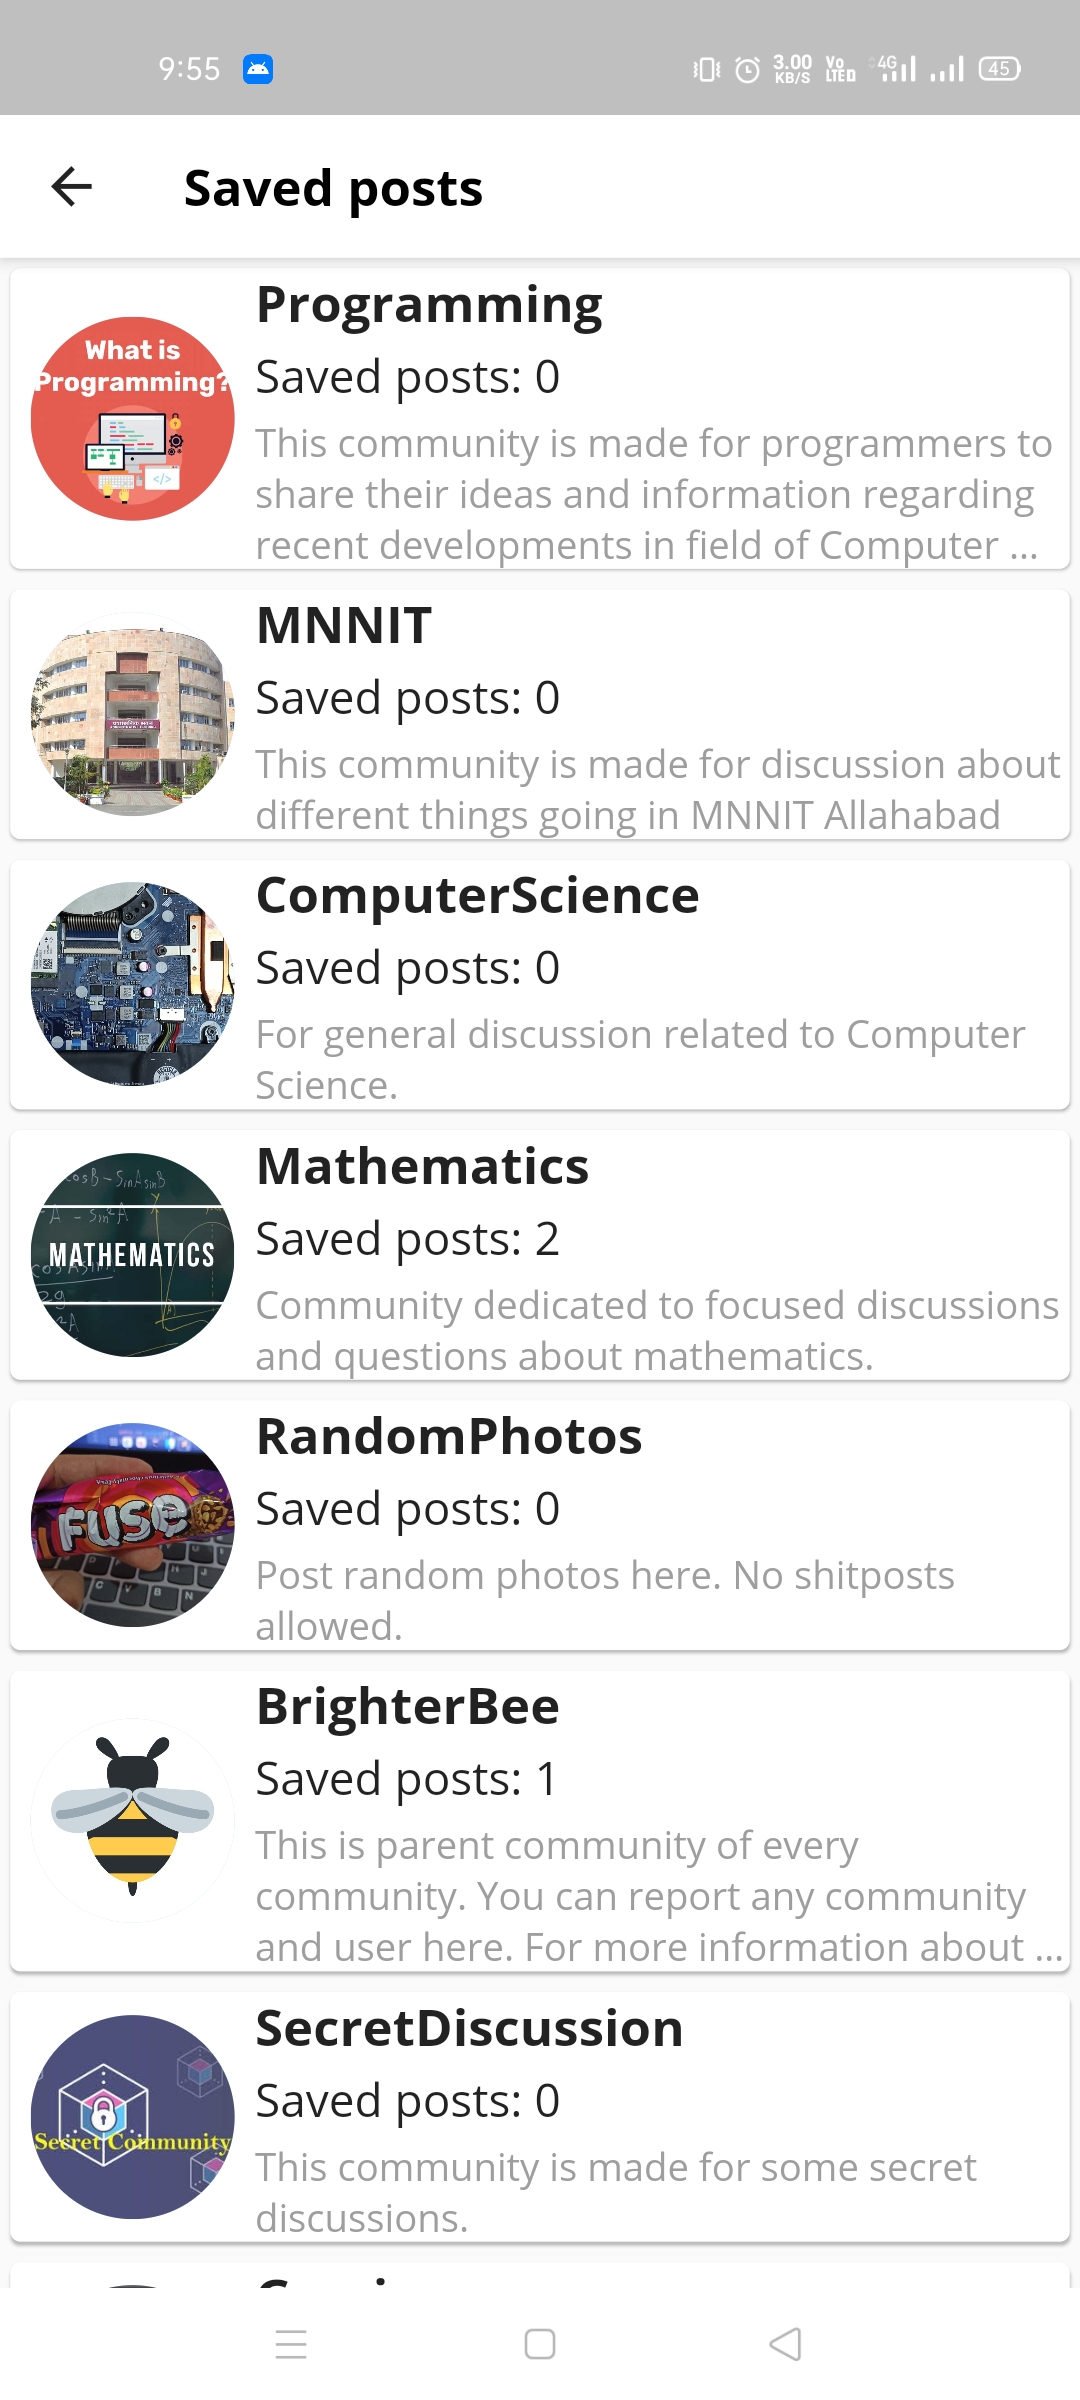 9:55
3.00 KB/S
Vo LTED
4G
45
Saved posts
Programming
What is
Programming?
</>
Saved posts: 0
This community is made for programmers to
share their ideas and information regarding
recent developments in field of Computer ...
MNNIT
Saved posts: 0
This community is made for discussion about
different things going in MNNIT Allahabad
ComputerScience
Saved posts: 0
For general discussion related to Computer
Science.
Mathematics
cosB - SinA sinB
A - Sin²A
MATHEMATICS
Saved posts: 2
Community dedicated to focused discussions
and questions about mathematics.
RandomPhotos
FUSE
C V B N
Saved posts: 0
Post random photos here. No shitposts
allowed.
BrighterBee
Saved posts: 1
This is parent community of every
community. You can report any community
and user here. For more information about ...
SecretDiscussion
Secret Community
Saved posts: 0
This community is made for some secret
discussions.